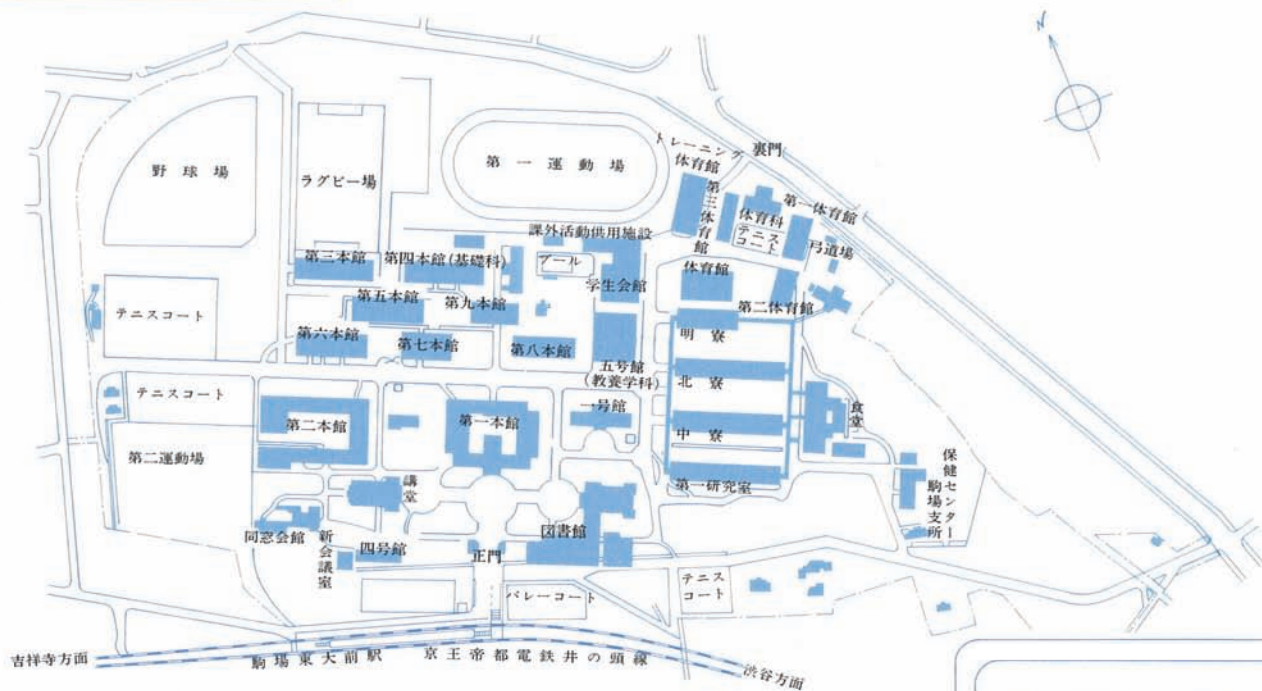 N
トレーニング
体育館
裏門
野球場
ラグビー場
第一運動場
第三体育館
体育科
テニス
コート
第一体育館
弓道場
課外活動供用施設
第三本館
第四本館(基礎科)
プール
学生会館
体育館
第二体育館
第五本館
第九本館
テニスコート
明寮
第六本館
第七本館
第八本館
五号館
(教養学科)
北寮
テニスコート
第二本館
第一本館
一号館
中寮
食堂
第二運動場
第一研究室
保健センター
駒場支所
講堂
図書館
同窓会館
新会議室
四号館
正門
テニス
コート
バレーコート
吉祥寺方面
駒場東大前駅
京王帝都電鉄井の頭線
渋谷方面